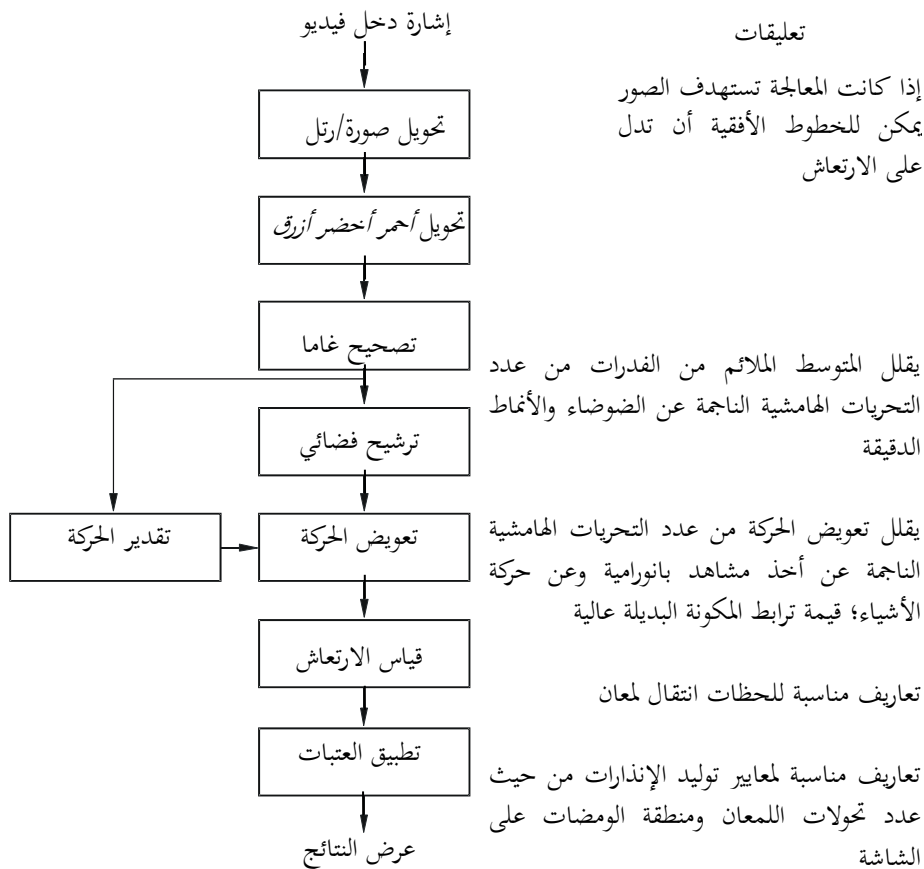 إشارة دخل فيديو
تعليقات
إذا كانت المعالجة تستهدف الصور
يمكن للخطوط الأفقية أن تدل
على الارتعاش
تحويل صورة/رتل
تحويل أحمر أخضر أزرق
تصحيح غاما
يقلل المتوسط الملائم من الفدرات من عدد
التحريات الهامشية الناجمة عن الضوضاء والأنماط
الدقيقة
ترشيح فضائي
يقلل تعويض الحركة من عدد التحريات الهامشية
الناجمة عن أخذ مشاهد بانورامية وعن حركة
الأشياء؛ قيمة ترابط المكونة البديلة عالية
تعويض الحركة
تقدير الحركة
قياس الارتعاش
تعاريف مناسبة للحظات انتقال لمعان
تطبيق العتبات
تعاريف مناسبة لمعايير توليد الإنذارات من حيث
عدد تحولات اللمعان ومنطقة الومضات على
الشاشة
عرض النتائج